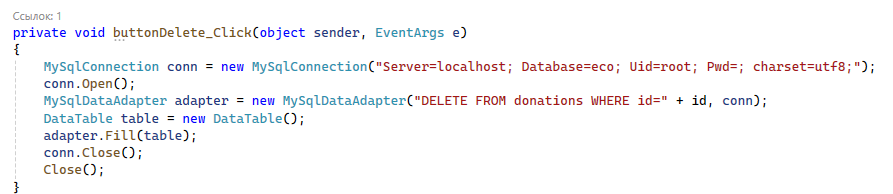 Ссылок: 1
private void buttonDelete_Click(object sender, EventArgs e)
{
MySqlConnection conn = new MySqlConnection("Server=localhost; Database=eco; Uid=root; Pwd=; charset=utf8;");
conn.Open();
MySqlDataAdapter adapter = new MySqlDataAdapter("DELETE FROM donations WHERE id=" + id, conn);
DataTable table = new DataTable();
adapter.Fill(table);
conn.Close();
Close();
}